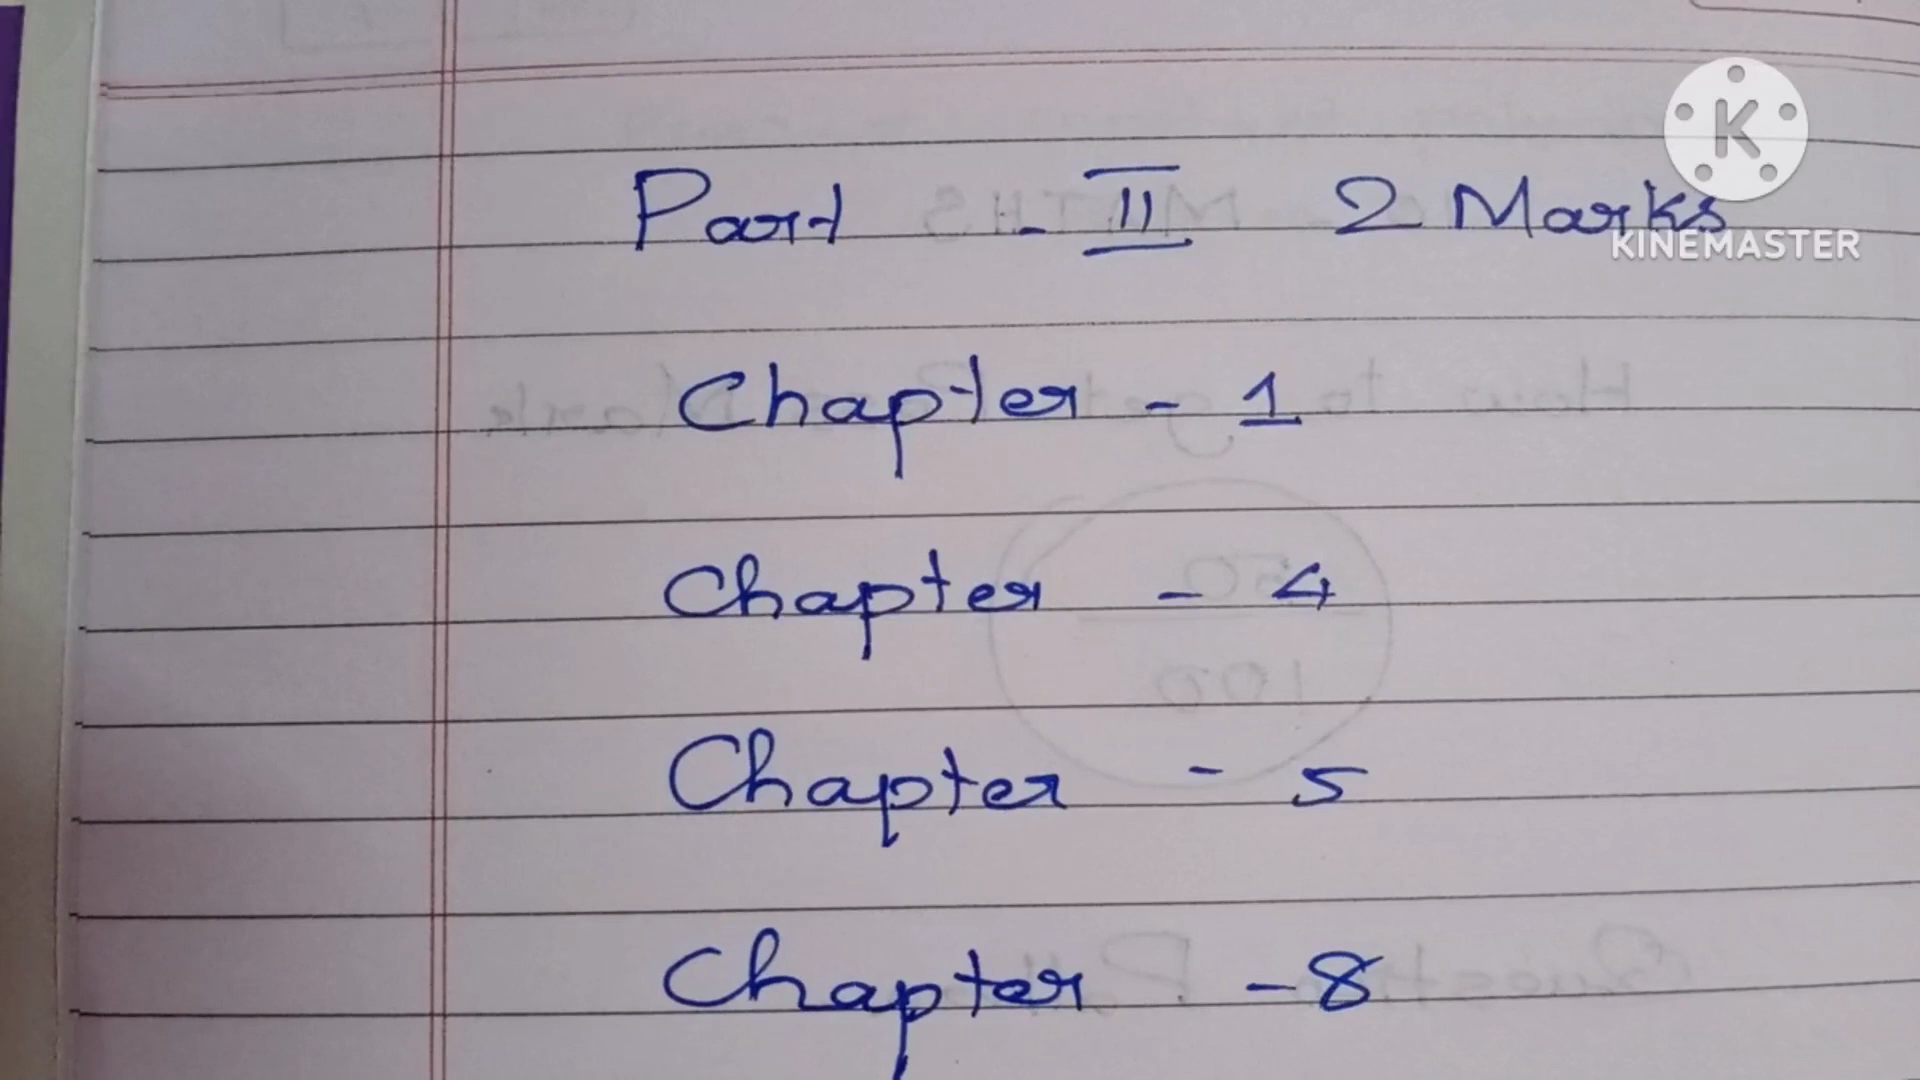 Part - II 2 Marks
K
KINEMASTER
Chapter - 1
Chapter - 4
Chapter - 5
Chapter - 8